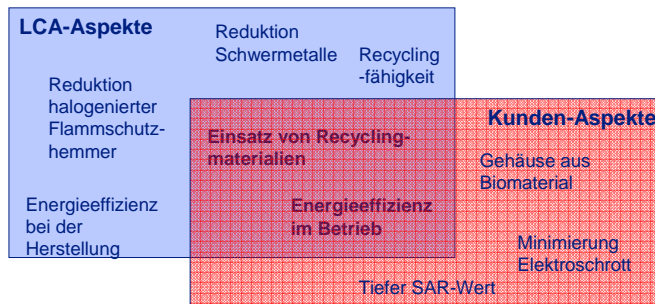 LCA-Aspekte
Reduktion
Schwermetalle
Recycling
-fähigkeit
Reduktion
halogenierter
Flammschutz-
hemmer
Kunden-Aspekte
Einsatz von Recycling-
materialien
Gehäuse aus
Biomaterial
Energieeffizienz
bei der
Herstellung
Energieeffizienz
im Betrieb
Minimierung
Elektroschrott
Tiefer SAR-Wert